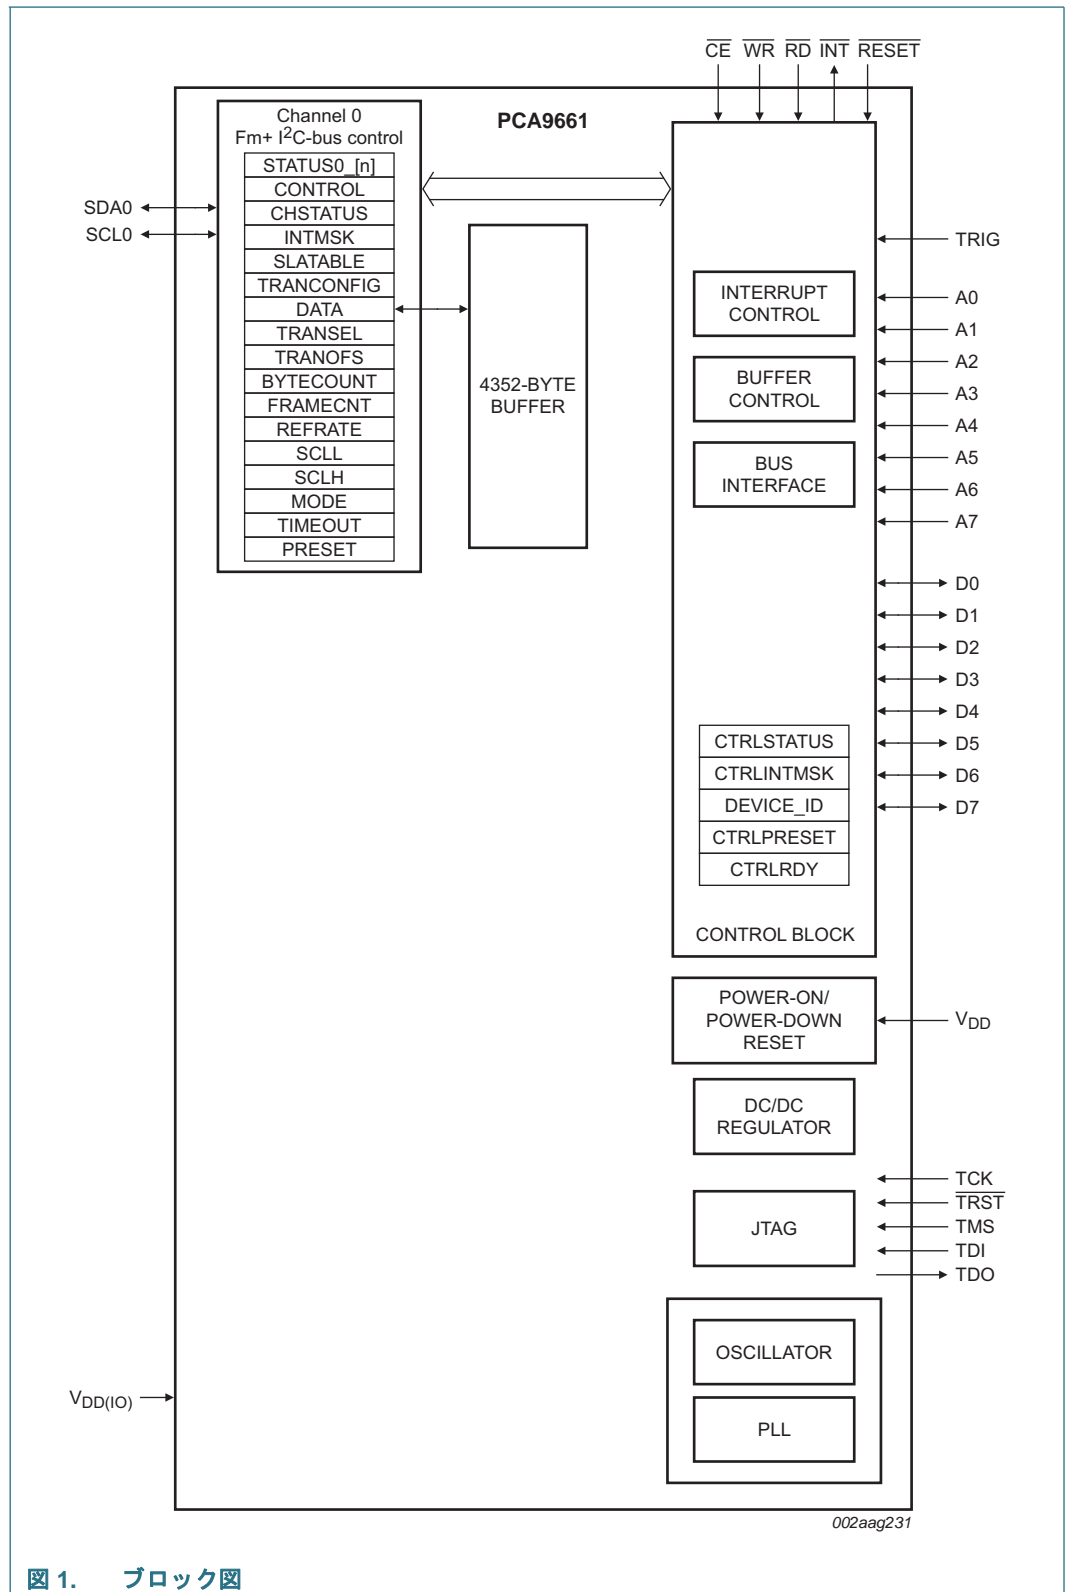 CE WR RD INT RESET
PCA9661
Channel 0
Fm+ I2C-bus control
STATUS0_[n]
CONTROL
CHSTATUS
INTMSK
SLATABLE
TRANCONFIG
DATA
TRANSEL
TRANOFS
BYTECOUNT
FRAMECNT
REFRATE
SCLL
SCLH
MODE
TIMEOUT
PRESET
SDA0
SCL0
4352-BYTE
BUFFER
INTERRUPT
CONTROL
BUFFER
CONTROL
BUS
INTERFACE
CTRLSTATUS
CTRLINTMSK
DEVICE_ID
CTRLPRESET
CTRLRDY
CONTROL BLOCK
TRIG
A0
A1
A2
A3
A4
A5
A6
A7
D0
D1
D2
D3
D4
D5
D6
D7
POWER-ON/
POWER-DOWN
RESET
VDD
DC/DC
REGULATOR
JTAG
TCK
TRST
TMS
TDI
TDO
OSCILLATOR
PLL
VDD(IO)
002aag231
図 1. ブロック図